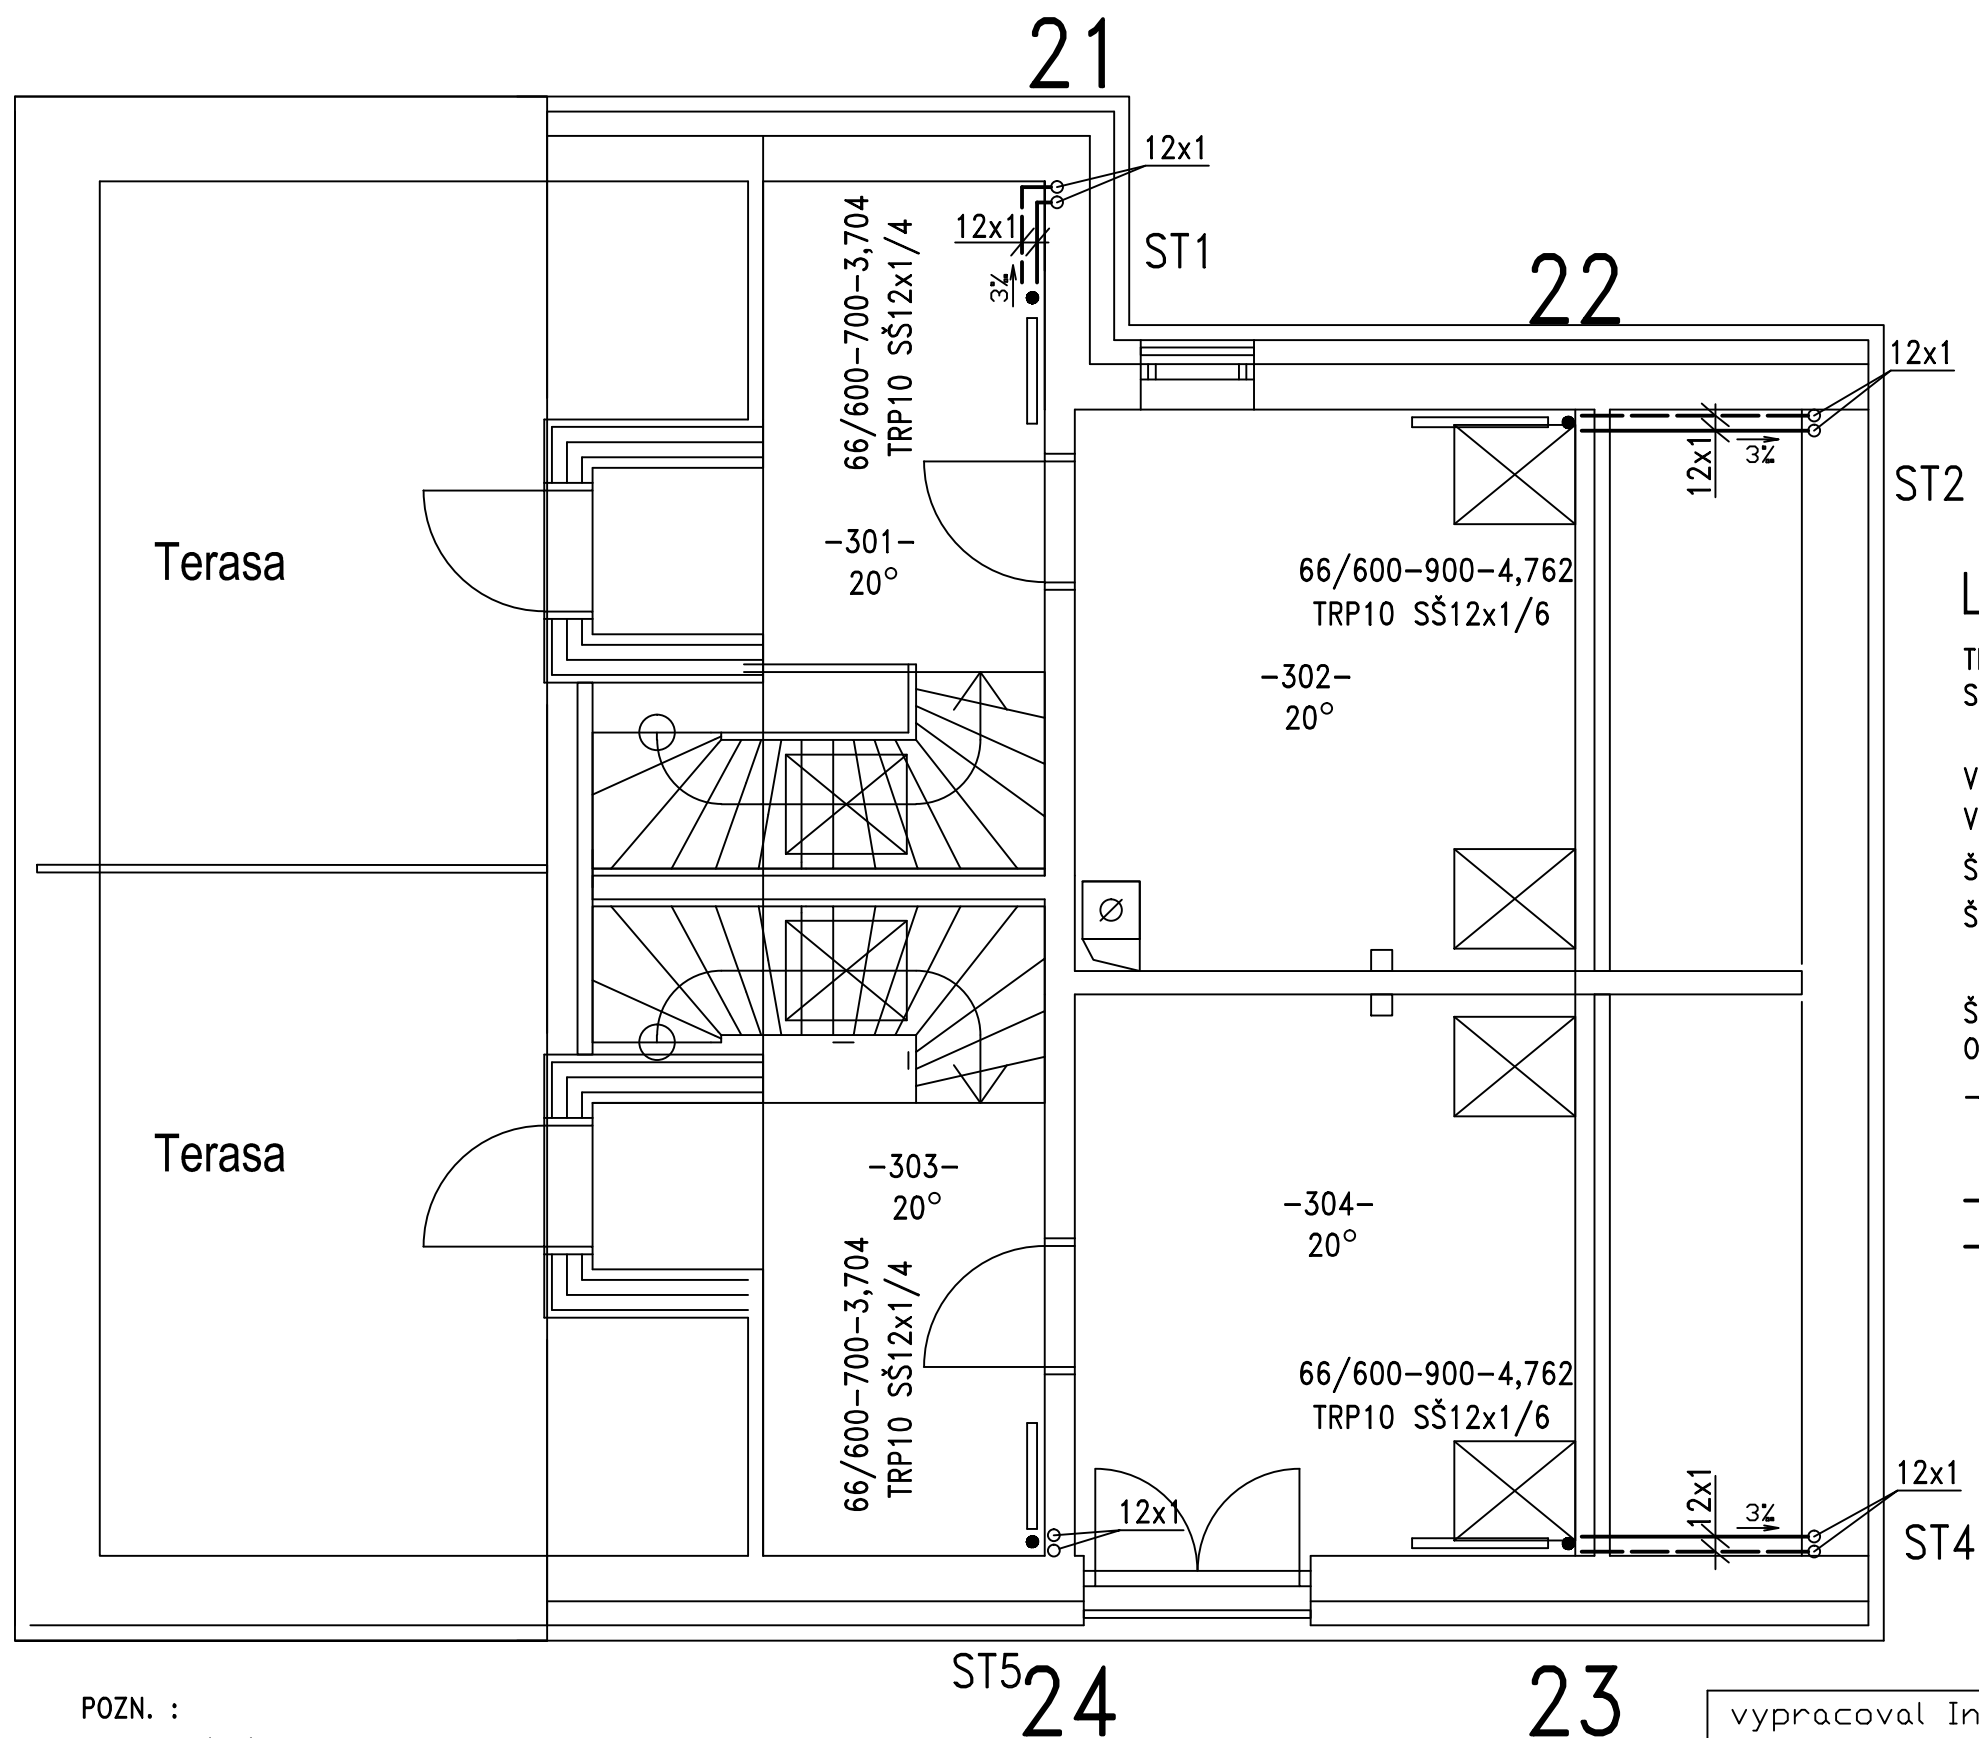 21
12x1
66/600-700-3,704
TRP10 SŠ12x1/4
12x1
3‰
ST1
22
12x1
12x1
3‰
ST2
Terasa
-301-
20°
66/600-900-4,762
TRP10 SŠ12x1/6
-302-
20°
Terasa
-303-
20°
-304-
20°
66/600-700-3,704
TRP10 SŠ12x1/4
66/600-900-4,762
TRP10 SŠ12x1/6
12x1
12x1
3‰
12x1
ST4
ST5
24
23
POZN. :
vypracoval